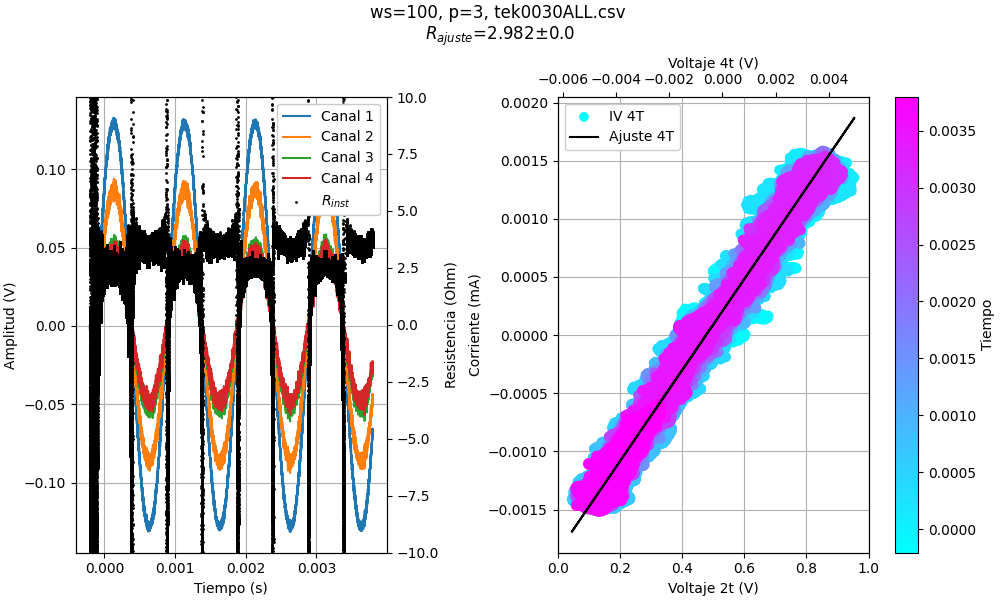 ws=100, p=3, tek0030ALL.csv
R_ajuste=2.982±0.0
Canal 1
Canal 2
Canal 3
Canal 4
R_inst
0.10
0.05
0.00
−0.05
−0.10
Amplitud (V)
0.000
0.001
0.002
0.003
Tiempo (s)
10.0
7.5
5.0
2.5
0.0
−2.5
−5.0
−7.5
−10.0
Resistencia (Ohm)
Voltaje 4t (V)
−0.006
−0.004
−0.002
0.000
0.002
0.004
IV 4T
Ajuste 4T
0.0020
0.0015
0.0010
0.0005
0.0000
−0.0005
−0.0010
−0.0015
Corriente (mA)
0.0
0.2
0.4
0.6
0.8
1.0
Voltaje 2t (V)
0.0035
0.0030
0.0025
0.0020
0.0015
0.0010
0.0005
0.0000
Tiempo